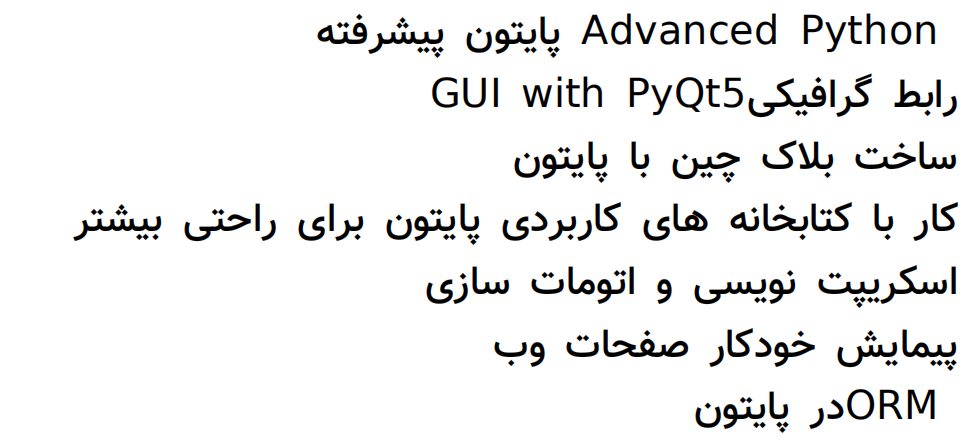 Advanced Python پایتون پیشرفته
رابط گرافیکیGUI with PyQt5
ساخت بلاک چین با پایتون
کار با کتابخانه های کاربردی پایتون برای راحتی بیشتر
اسکریپت نویسی و اتومات سازی
پیمایش خودکار صفحات وب
ORMدر پایتون